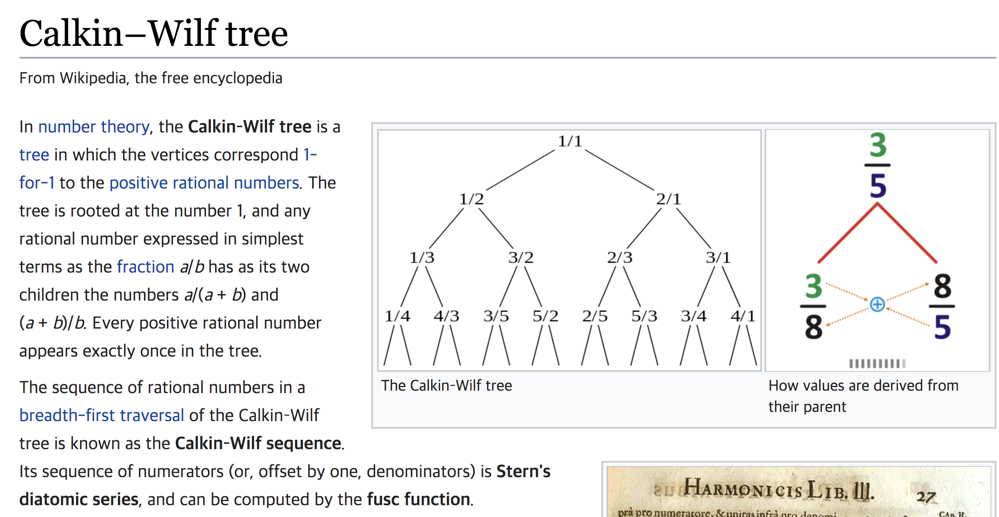 Calkin–Wilf tree
From Wikipedia, the free encyclopedia
In number theory, the Calkin-Wilf tree is a
tree in which the vertices correspond 1-
for-1 to the positive rational numbers. The
tree is rooted at the number 1, and any
rational number expressed in simplest
terms as the fraction a/b has as its two
children the numbers a/(a + b) and
(a + b)/b. Every positive rational number
appears exactly once in the tree.
The sequence of rational numbers in a
breadth-first traversal of the Calkin-Wilf
tree is known as the Calkin-Wilf sequence.
Its sequence of numerators (or, offset by one, denominators) is Stern's
diatomic series, and can be computed by the fusc function.
1/1
1/2 2/1
1/3 3/2 2/3 3/1
1/4 4/3 3/5 5/2 2/5 5/3 3/4 4/1
The Calkin-Wilf tree
3
5
3 8
8 5
How values are derived from
their parent
HARMONICIS LIB. III. 27
prà pro numeratore, & unitas infrà pro denomi
CAP. II.